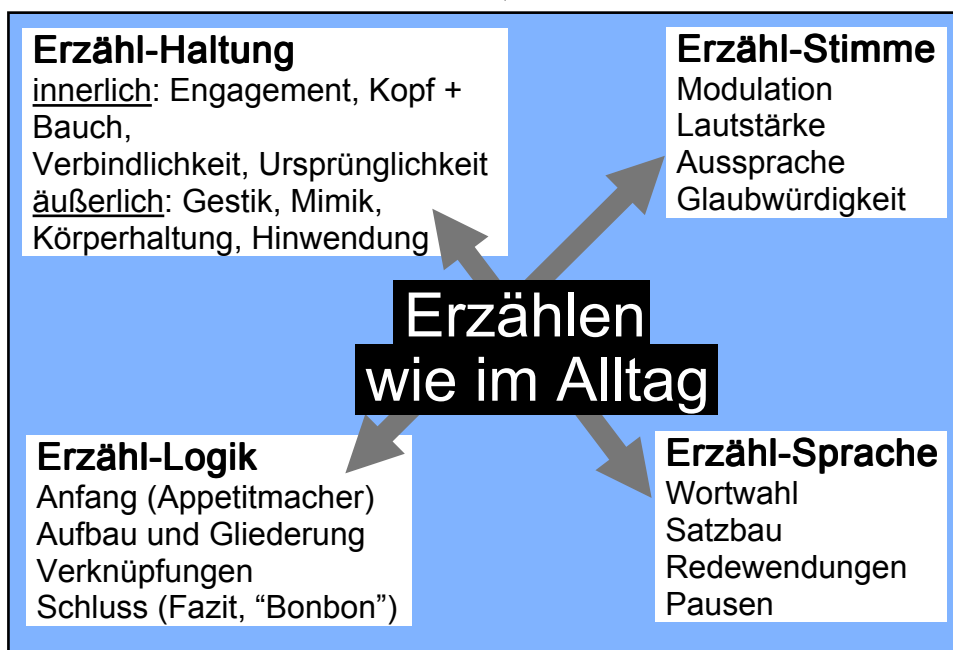 Erzähl-Haltung
innerlich: Engagement, Kopf +
Bauch,
Verbindlichkeit, Ursprünglichkeit
äußerlich: Gestik, Mimik,
Körperhaltung, Hinwendung
Erzähl-Stimme
Modulation
Lautstärke
Aussprache
Glaubwürdigkeit
Erzählen
wie im Alltag
Erzähl-Logik
Anfang (Appetitmacher)
Aufbau und Gliederung
Verknüpfungen
Schluss (Fazit, “Bonbon”)
Erzähl-Sprache
Wortwahl
Satzbau
Redewendungen
Pausen